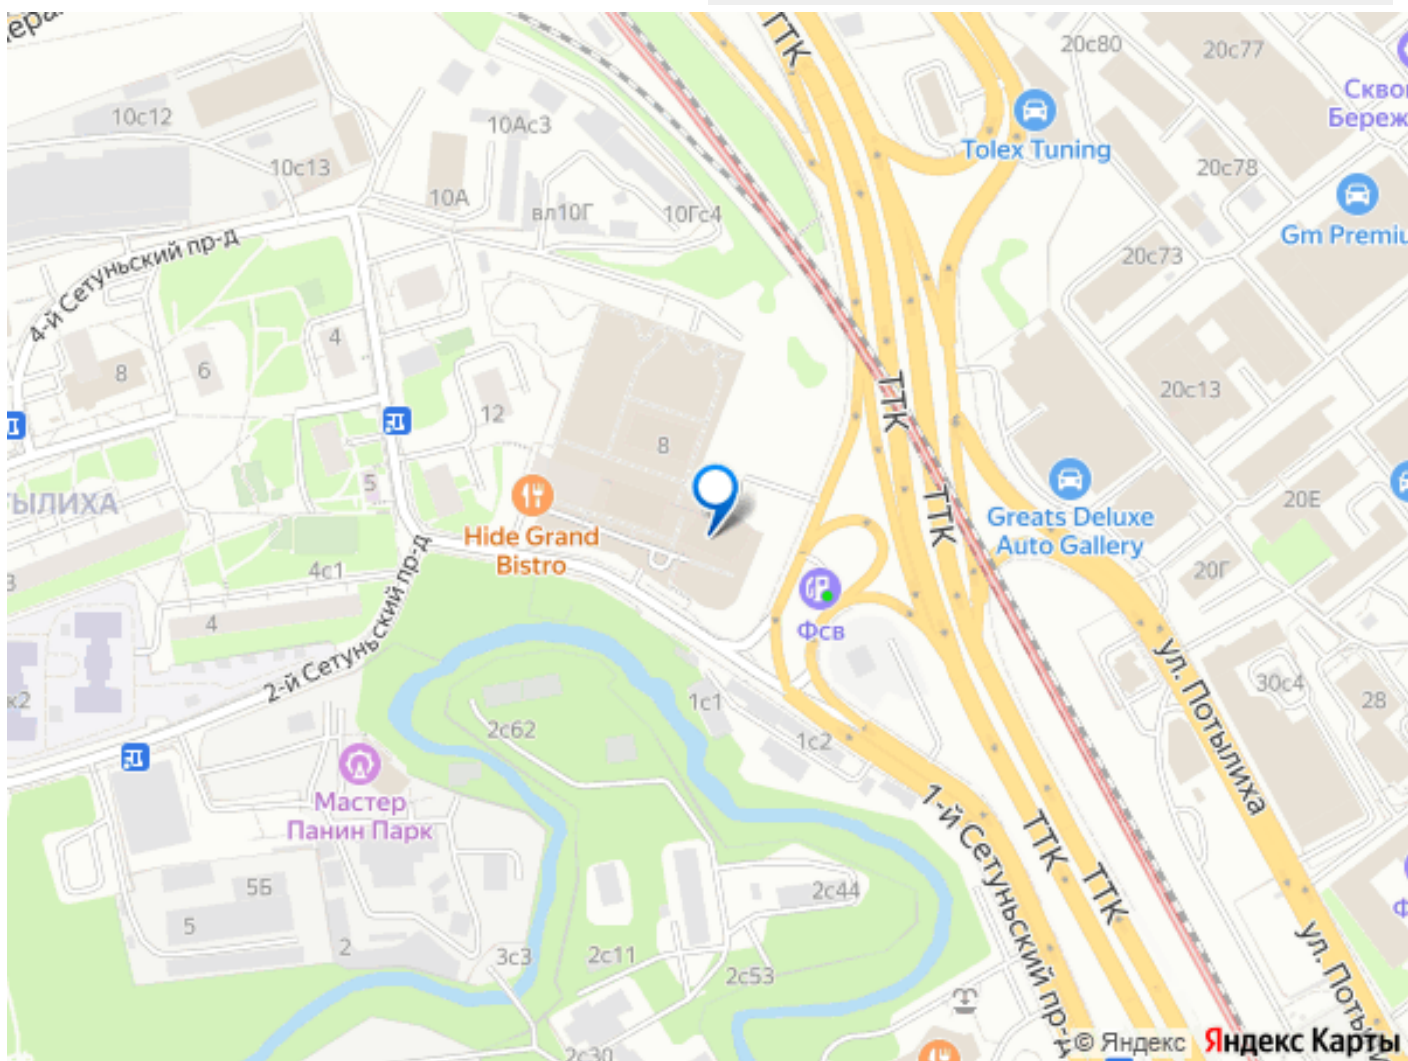 ТТК
20с80
20с77
10с12
10Ас3
Tolex Tuning
10с13
20с78
10А
вл10Г
10Гс4
4-й Сетуньский пр-д
20с73
4
8
6
ТТК
20с13
12
8
5
ТТК
20Е
Hide Grand
Bistro
Greats Deluxe
Auto Gallery
4с1
20Г
4
Фсв
2-й Сетуньский пр-д
к2
1с1
30с4
28
2с62
1с2
ул. Потылиха
Мастер
Панин Парк
1-й Сетуньский пр-д
ТТК
ТТК
5Б
2с44
5
2
3с3
2с11
2с53
ул. Потыл
2с30
© Яндекс
Яндекс Карты